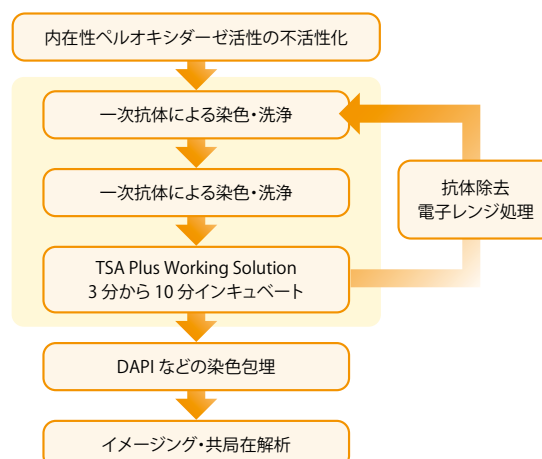 内在性ペルオキシダーゼ活性の不活性化
一次抗体による染色・洗浄
一次抗体による染色・洗浄
TSA Plus Working Solution
3 分から 10 分インキュベート
抗体除去
電子レンジ処理
DAPI などの染色包埋
イメージング・共局在解析